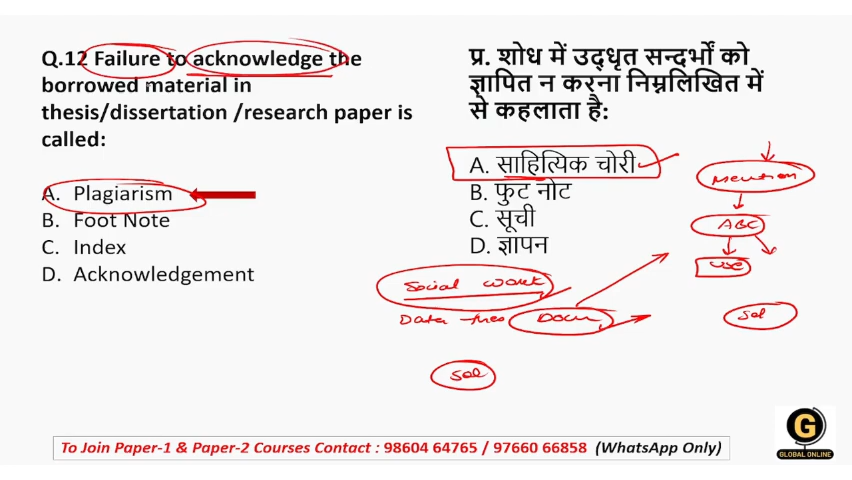 Q.12 Failure to acknowledge the
borrowed material in
thesis/dissertation /research paper is
called:
A. Plagiarism
B. Foot Note
C. Index
D. Acknowledgement
प्र. शोध में उद्धृत सन्दर्भों को
ज्ञापित न करना निम्नलिखित में
से कहलाता है:
A. साहित्यिक चोरी
B. फुट नोट
C. सूची
D. ज्ञापन
Mention
ABC
use
Social work
Data
Sol
G
GLOBAL ONLINE
To Join Paper-1 & Paper-2 Courses Contact : 98604 64765 / 97660 66858 (WhatsApp Only)